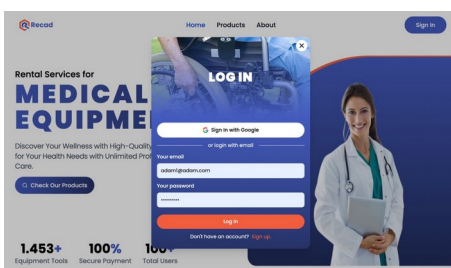 Recad
Home Products About
Sign In
LOG IN
Sign In with Google
or login with email
Your email
adam1@adam.com
Your password
Log In
Don't have an account? Sign up.
Rental Services for
MEDICAL
EQUIPME
Discover Your Wellness with High-Quality
for Your Health Needs with Unlimited Prof
Care.
Check Our Products
1.453+ 100% 100+
Equipment Tools Secure Payment Total Users